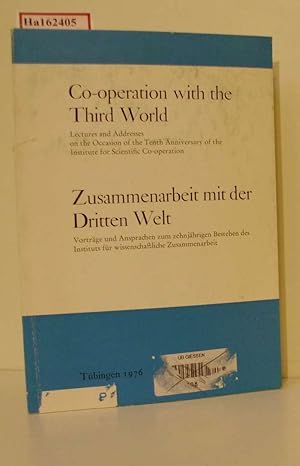 Ha162405
Co-operation with the
Third World
Lectures and Addresses
on the Occasion of the Tenth Anniversary of the
Institute for Scientific Co-operation
Zusammenarbeit mit der
Dritten Welt
Vorträge und Ansprachen zum zehnjährigen Bestehen des
Instituts für wissenschaftliche Zusammenarbeit
Tübingen 1976
UB GIESSEN